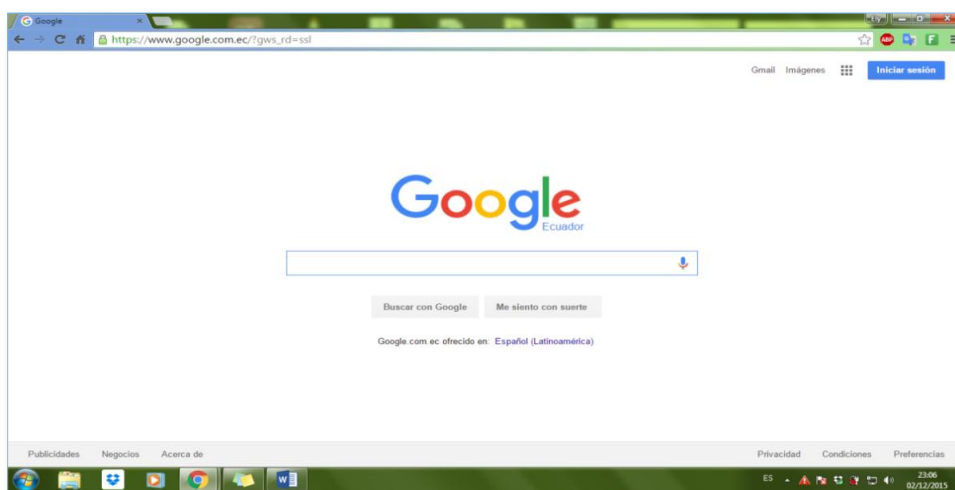 Google
https://www.google.com.ec/?gws_rd=ssl
ABP
F
Gmail Imágenes Iniciar sesión
Google
Ecuador
Buscar con Google Me siento con suerte
Google.com.ec ofrecido en: Español (Latinoamérica)
Publicidades Negocios Acerca de Privacidad Condiciones Preferencias
ES 23:06
02/12/2015